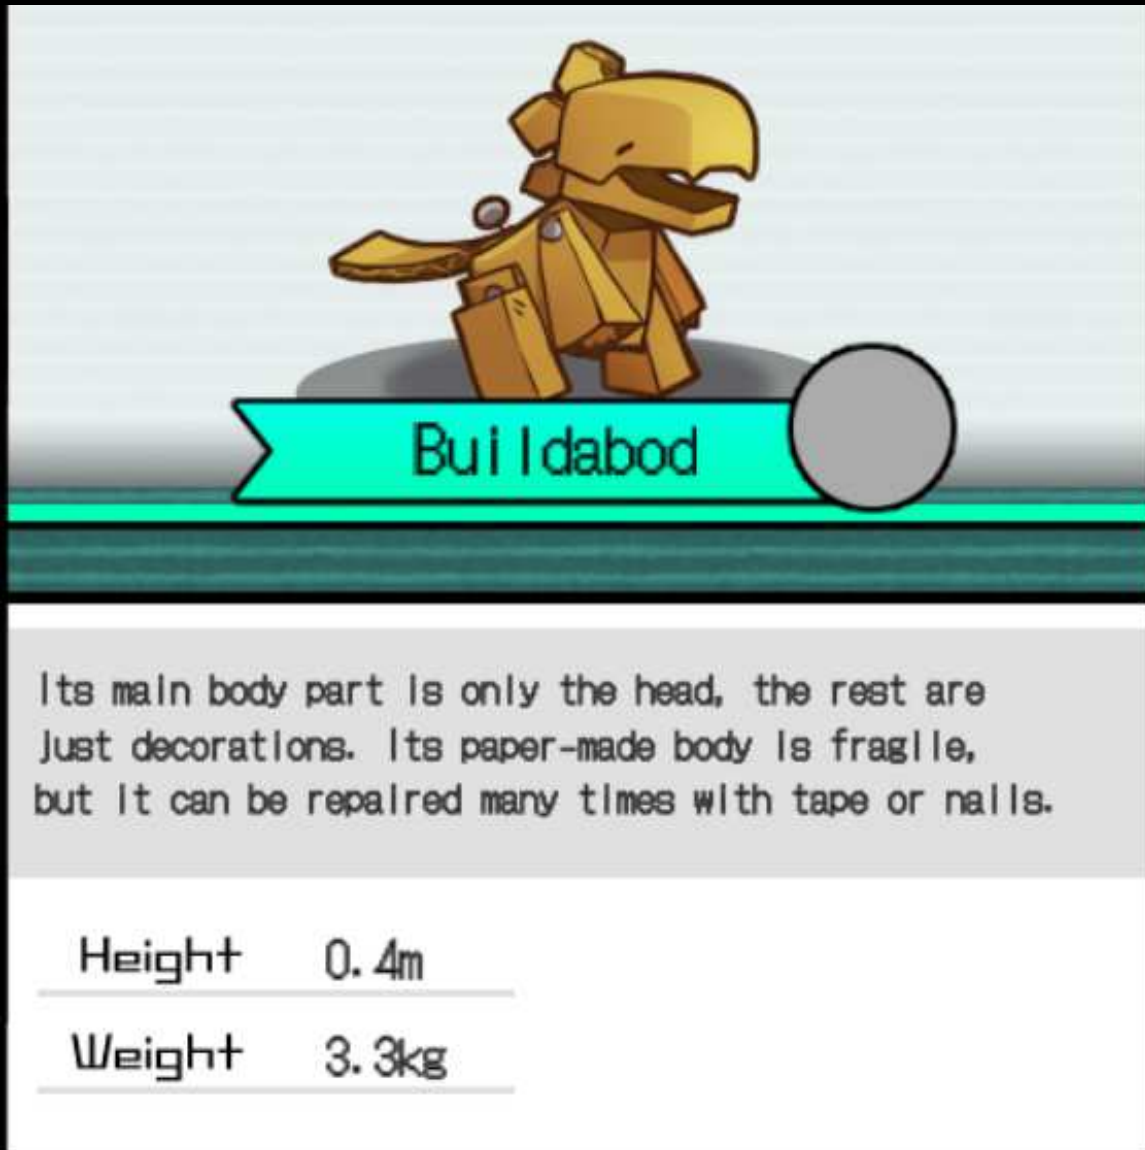 Buildabod
Its main body part is only the head, the rest are
just decorations. Its paper-made body is fragile,
but it can be repaired many times with tape or nails.
Height 0.4m
Weight 3.3kg